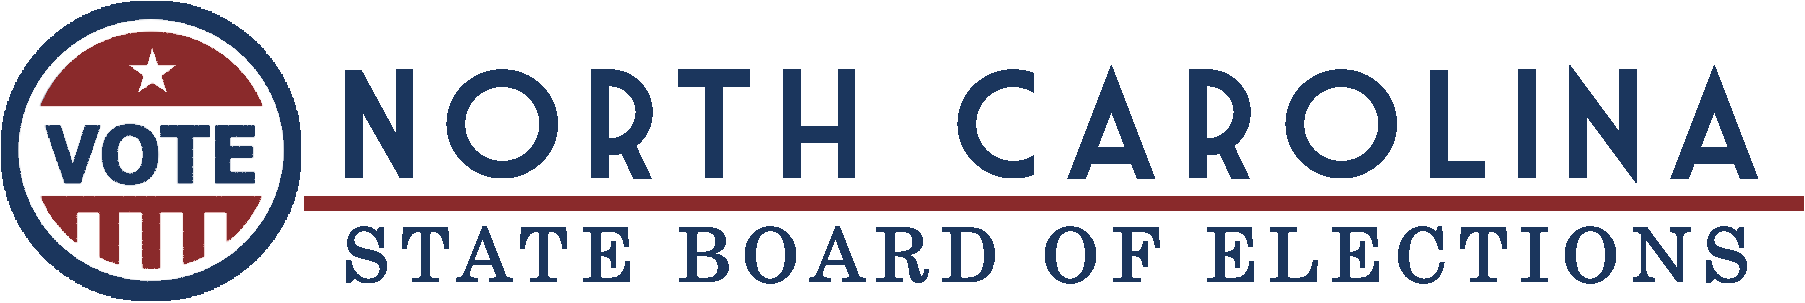 VOTE
NORTH CAROLINA
STATE BOARD OF ELECTIONS